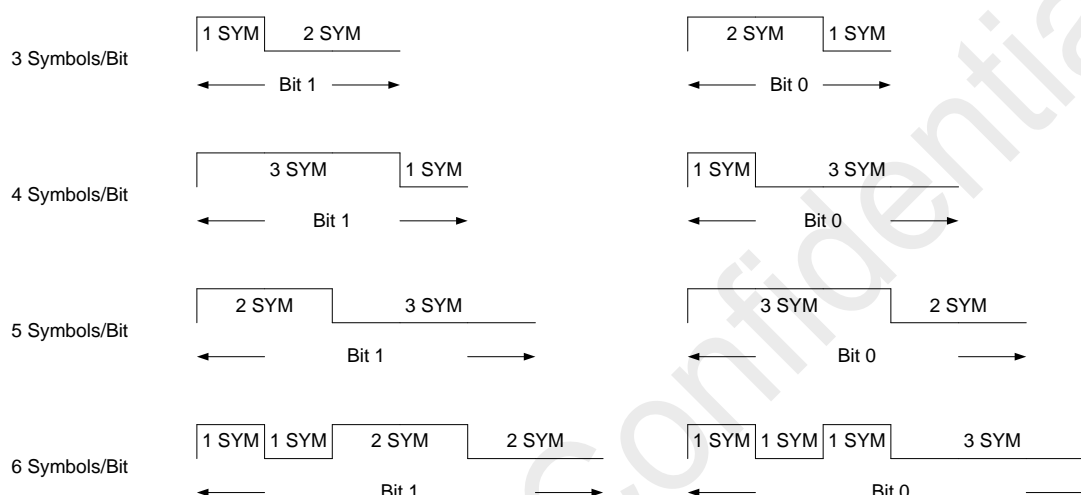 1 SYM 2 SYM 2 SYM 1 SYM
3 Symbols/Bit
Bit 1 Bit 0
3 SYM 1 SYM 1 SYM 3 SYM
4 Symbols/Bit
Bit 1 Bit 0
2 SYM 3 SYM 3 SYM 2 SYM
5 Symbols/Bit
Bit 1 Bit 0
1 SYM 1 SYM 2 SYM 2 SYM 1 SYM 1 SYM 1 SYM 3 SYM
6 Symbols/Bit
Bit 1 Bit 0
Confidentia